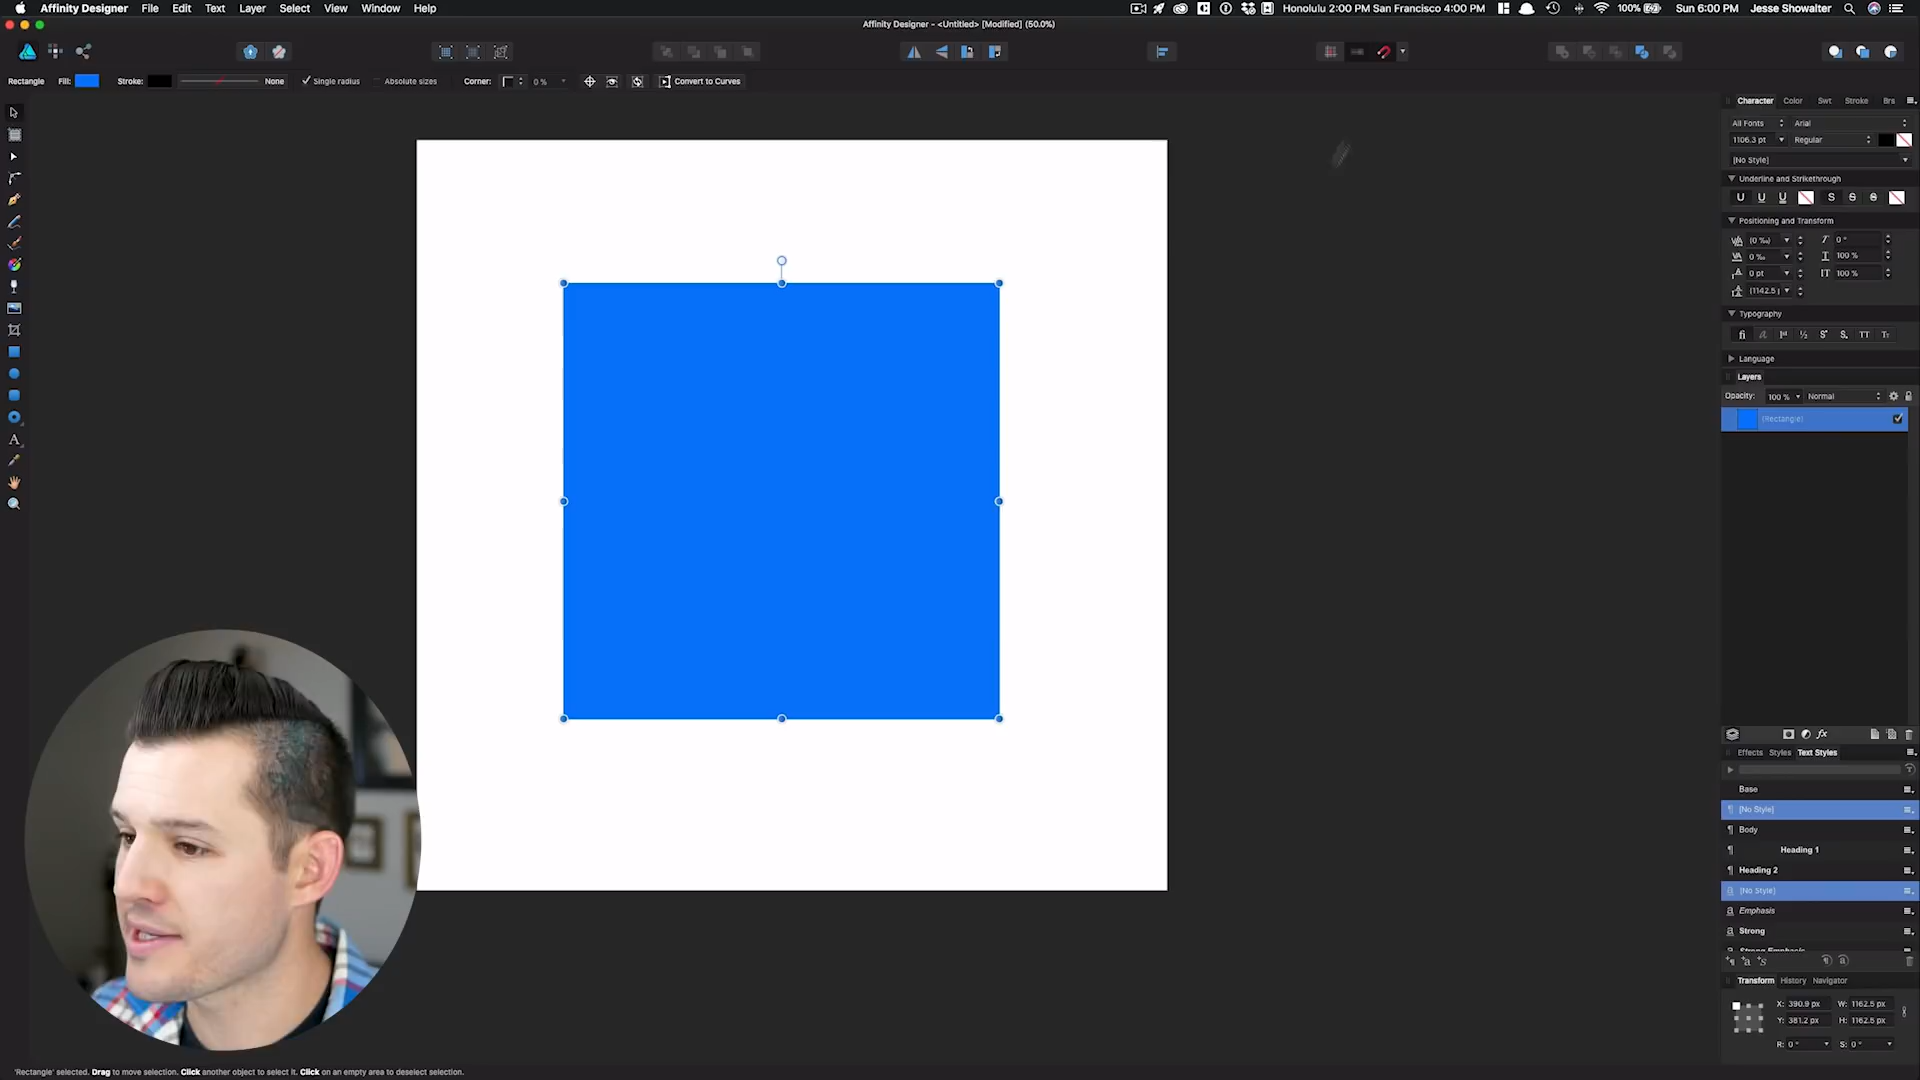 Affinity Designer File Edit Text Layer Select View Window Help
Honolulu 2:00 PM San Francisco 4:00 PM 100% Sun 6:00 PM Jesse Showalter
Affinity Designer - <Untitled> [Modified] (50.0%)
Rectangle Fill: Stroke: None Single radius Absolute sizes Corner: 0 % Convert to Curves
Character Color Swt Stroke Brs
All Fonts Arial
1106.3 pt Regular
[No Style]
Underline and Strikethrough
U U U S S S
Positioning and Transform
(0 ‰) 0 °
0 ‰ 100 %
0 pt 100 %
Typography
Language
Layers
Opacity: 100 % Normal
(Rectangle)
Effects Styles Text Styles
Base
[No Style]
Body
Heading 1
Heading 2
[No Style]
Emphasis
Strong
Strong Emphasis
Transform History Navigator
X: 390.9 px W: 1162.5 px
Y: 381.2 px H: 1162.5 px
R: 0 ° S: 0 °
'Rectangle' selected. Drag to move selection. Click another object to select it. Click on an empty area to deselect selection.